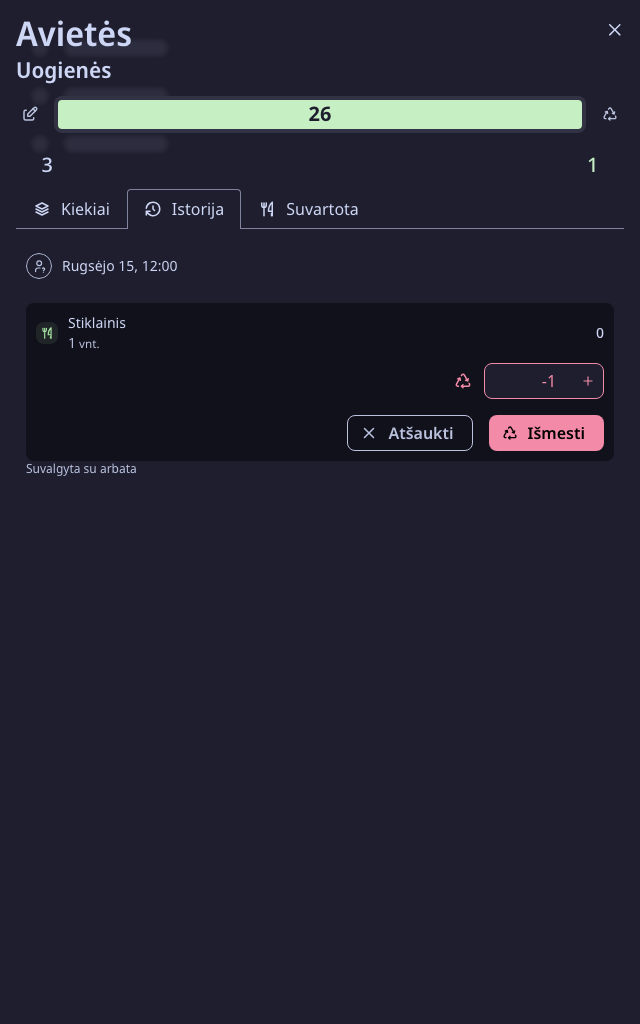 Avietės
Uogienės
26
3
1
Kiekiai
Istorija
Suvartota
Rugsėjo 15, 12:00
Stiklainis
1 vnt.
0
-1
Atšaukti
Išmesti
Suvalgyta su arbata